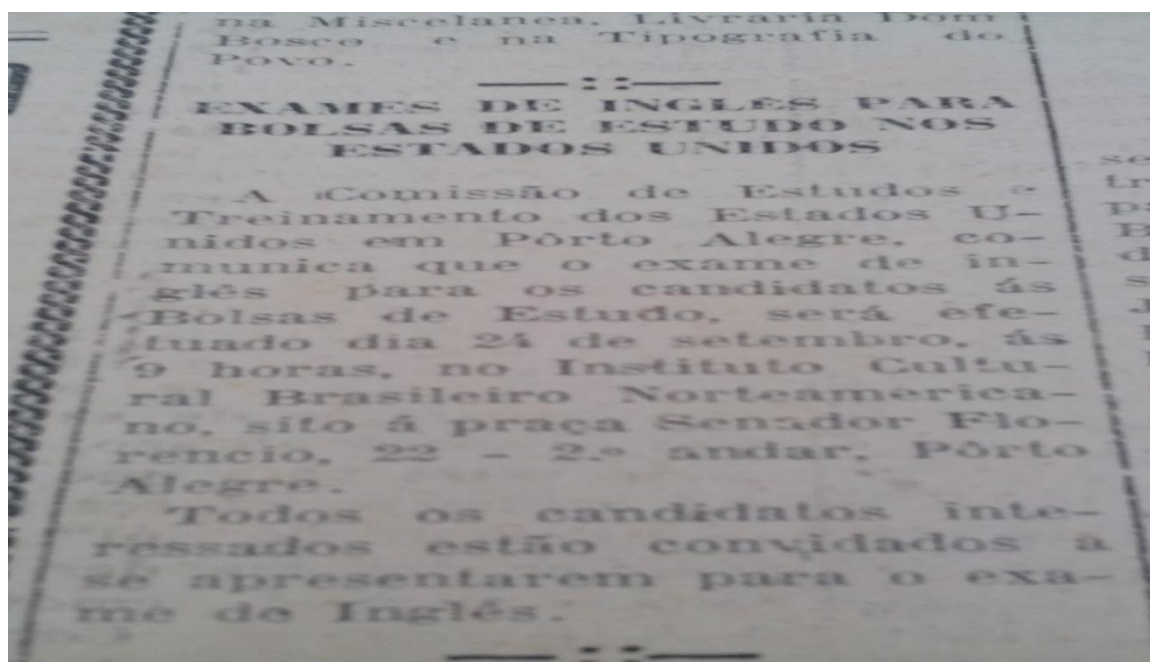 na Miscelanea, Livraria Dom
Bosco e na Tipografia do
Povo.
EXAMES DE INGLÊS PARA
BOLSAS DE ESTUDO NOS
ESTADOS UNIDOS
A Comissão de Estudos e
Treinamento dos Estados U-
nidos em Pôrto Alegre, co-
munica que o exame de in-
glês para os candidatos ás
Bolsas de Estudo, será efe-
tuado dia 24 de setembro, ás
9 horas, no Instituto Cultu-
ral Brasileiro Norteamerica-
no, sito á praça Senador Flo-
rencio, 22 - 2.º andar, Pôrto
Alegre.
Todos os candidatos inte-
ressados estão convidados a
se apresentarem para o exa-
me de Inglês.